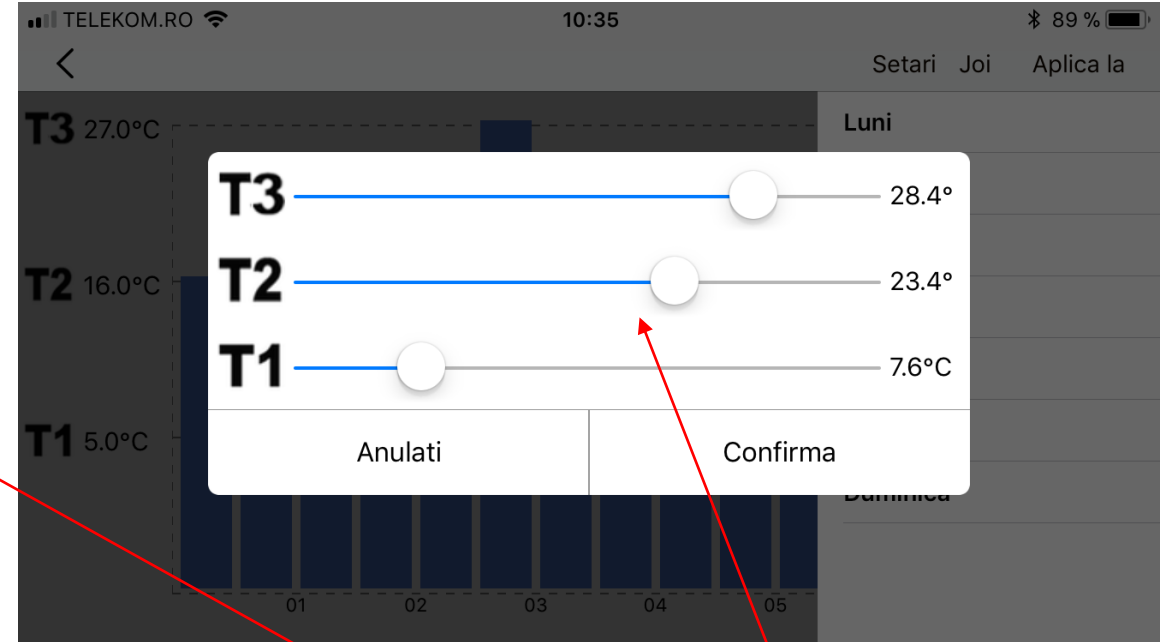 TELEKOM.RO 10:35 89 %
Setari Joi Aplica la
T3 27.0°C
Luni
T3 28.4°
T2 16.0°C
T2 23.4°
T1 7.6°C
T1 5.0°C
Anulati Confirma
Duminica
01 02 03 04 05